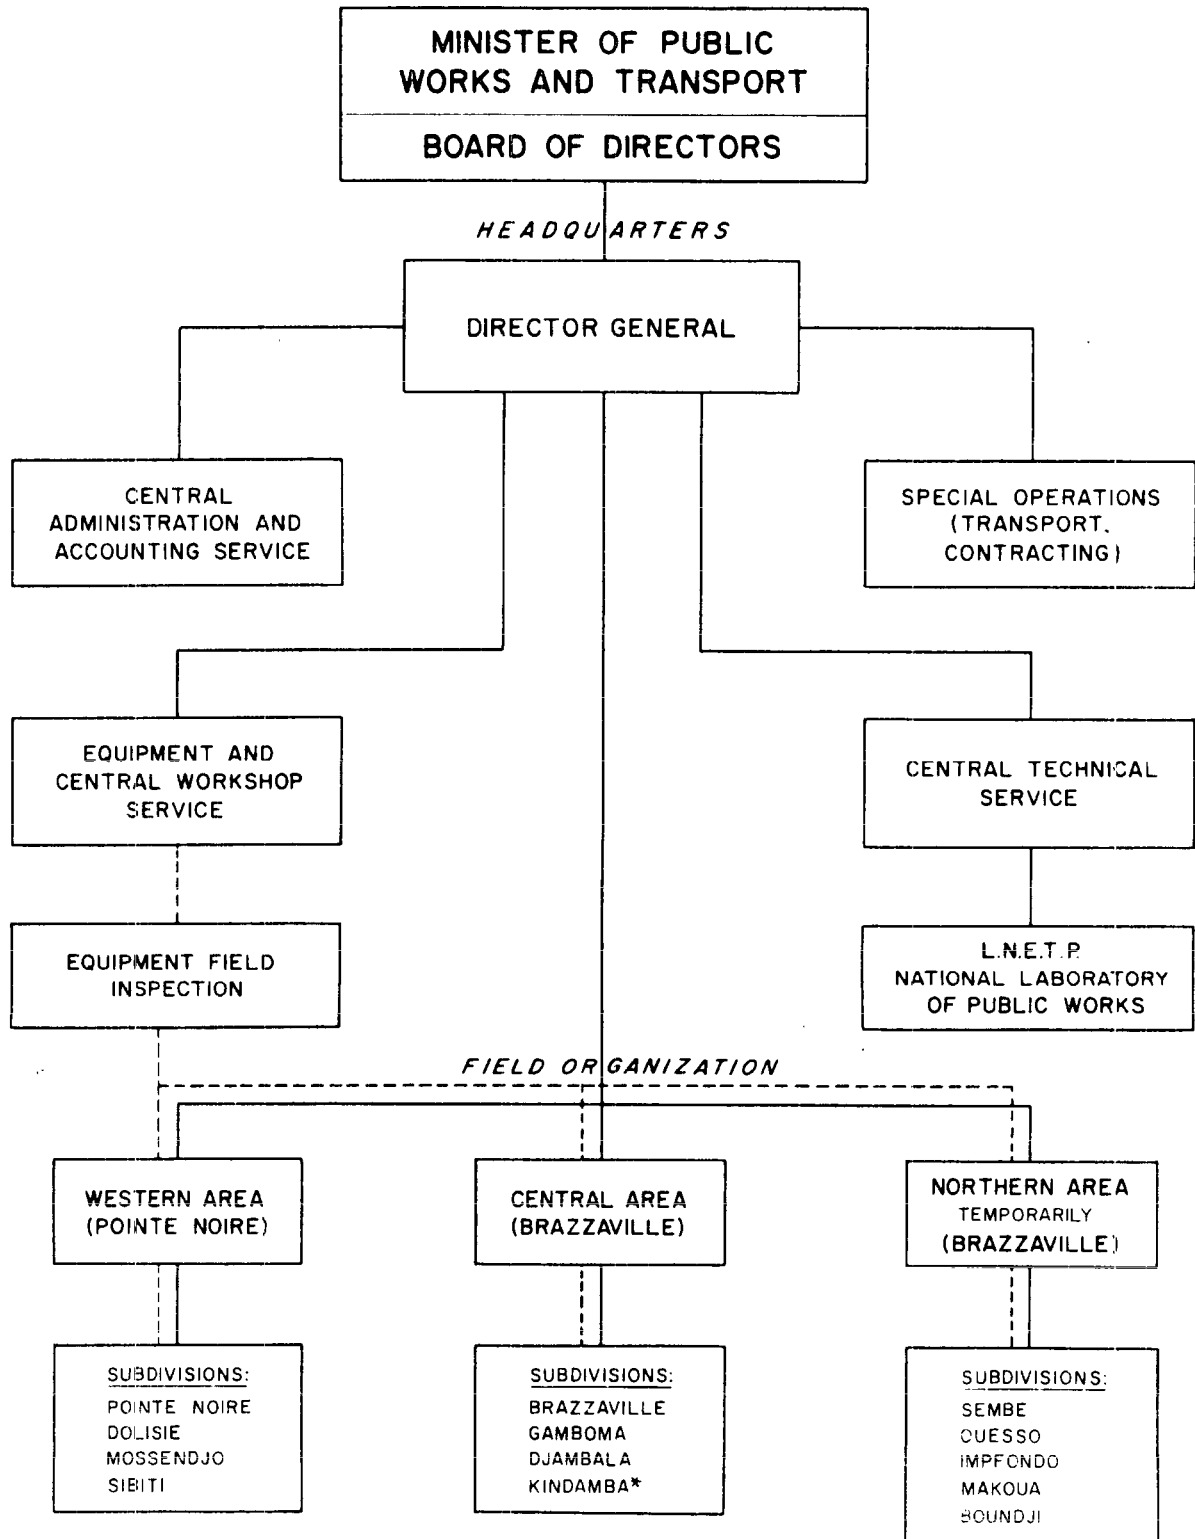 MINISTER OF PUBLIC
WORKS AND TRANSPORT
BOARD OF DIRECTORS
HEADQUARTERS
DIRECTOR GENERAL
CENTRAL
ADMINISTRATION AND
ACCOUNTING SERVICE
SPECIAL OPERATIONS
(TRANSPORT.
CONTRACTING)
EQUIPMENT AND
CENTRAL WORKSHOP
SERVICE
CENTRAL TECHNICAL
SERVICE
EQUIPMENT FIELD
INSPECTION
L.N.E.T.P.
NATIONAL LABORATORY
OF PUBLIC WORKS
FIELD ORGANIZATION
WESTERN AREA
(POINTE NOIRE)
CENTRAL AREA
(BRAZZAVILLE)
NORTHERN AREA
TEMPORARILY
(BRAZZAVILLE)
SUBDIVISIONS:
POINTE NOIRE
DOLISIE
MOSSENDJO
SIBITI
SUBDIVISIONS:
BRAZZAVILLE
GAMBOMA
DJAMBALA
KINDAMBA*
SUBDIVISIONS:
SEMBE
OUESSO
IMPFONDO
MAKOUA
BOUNDJI